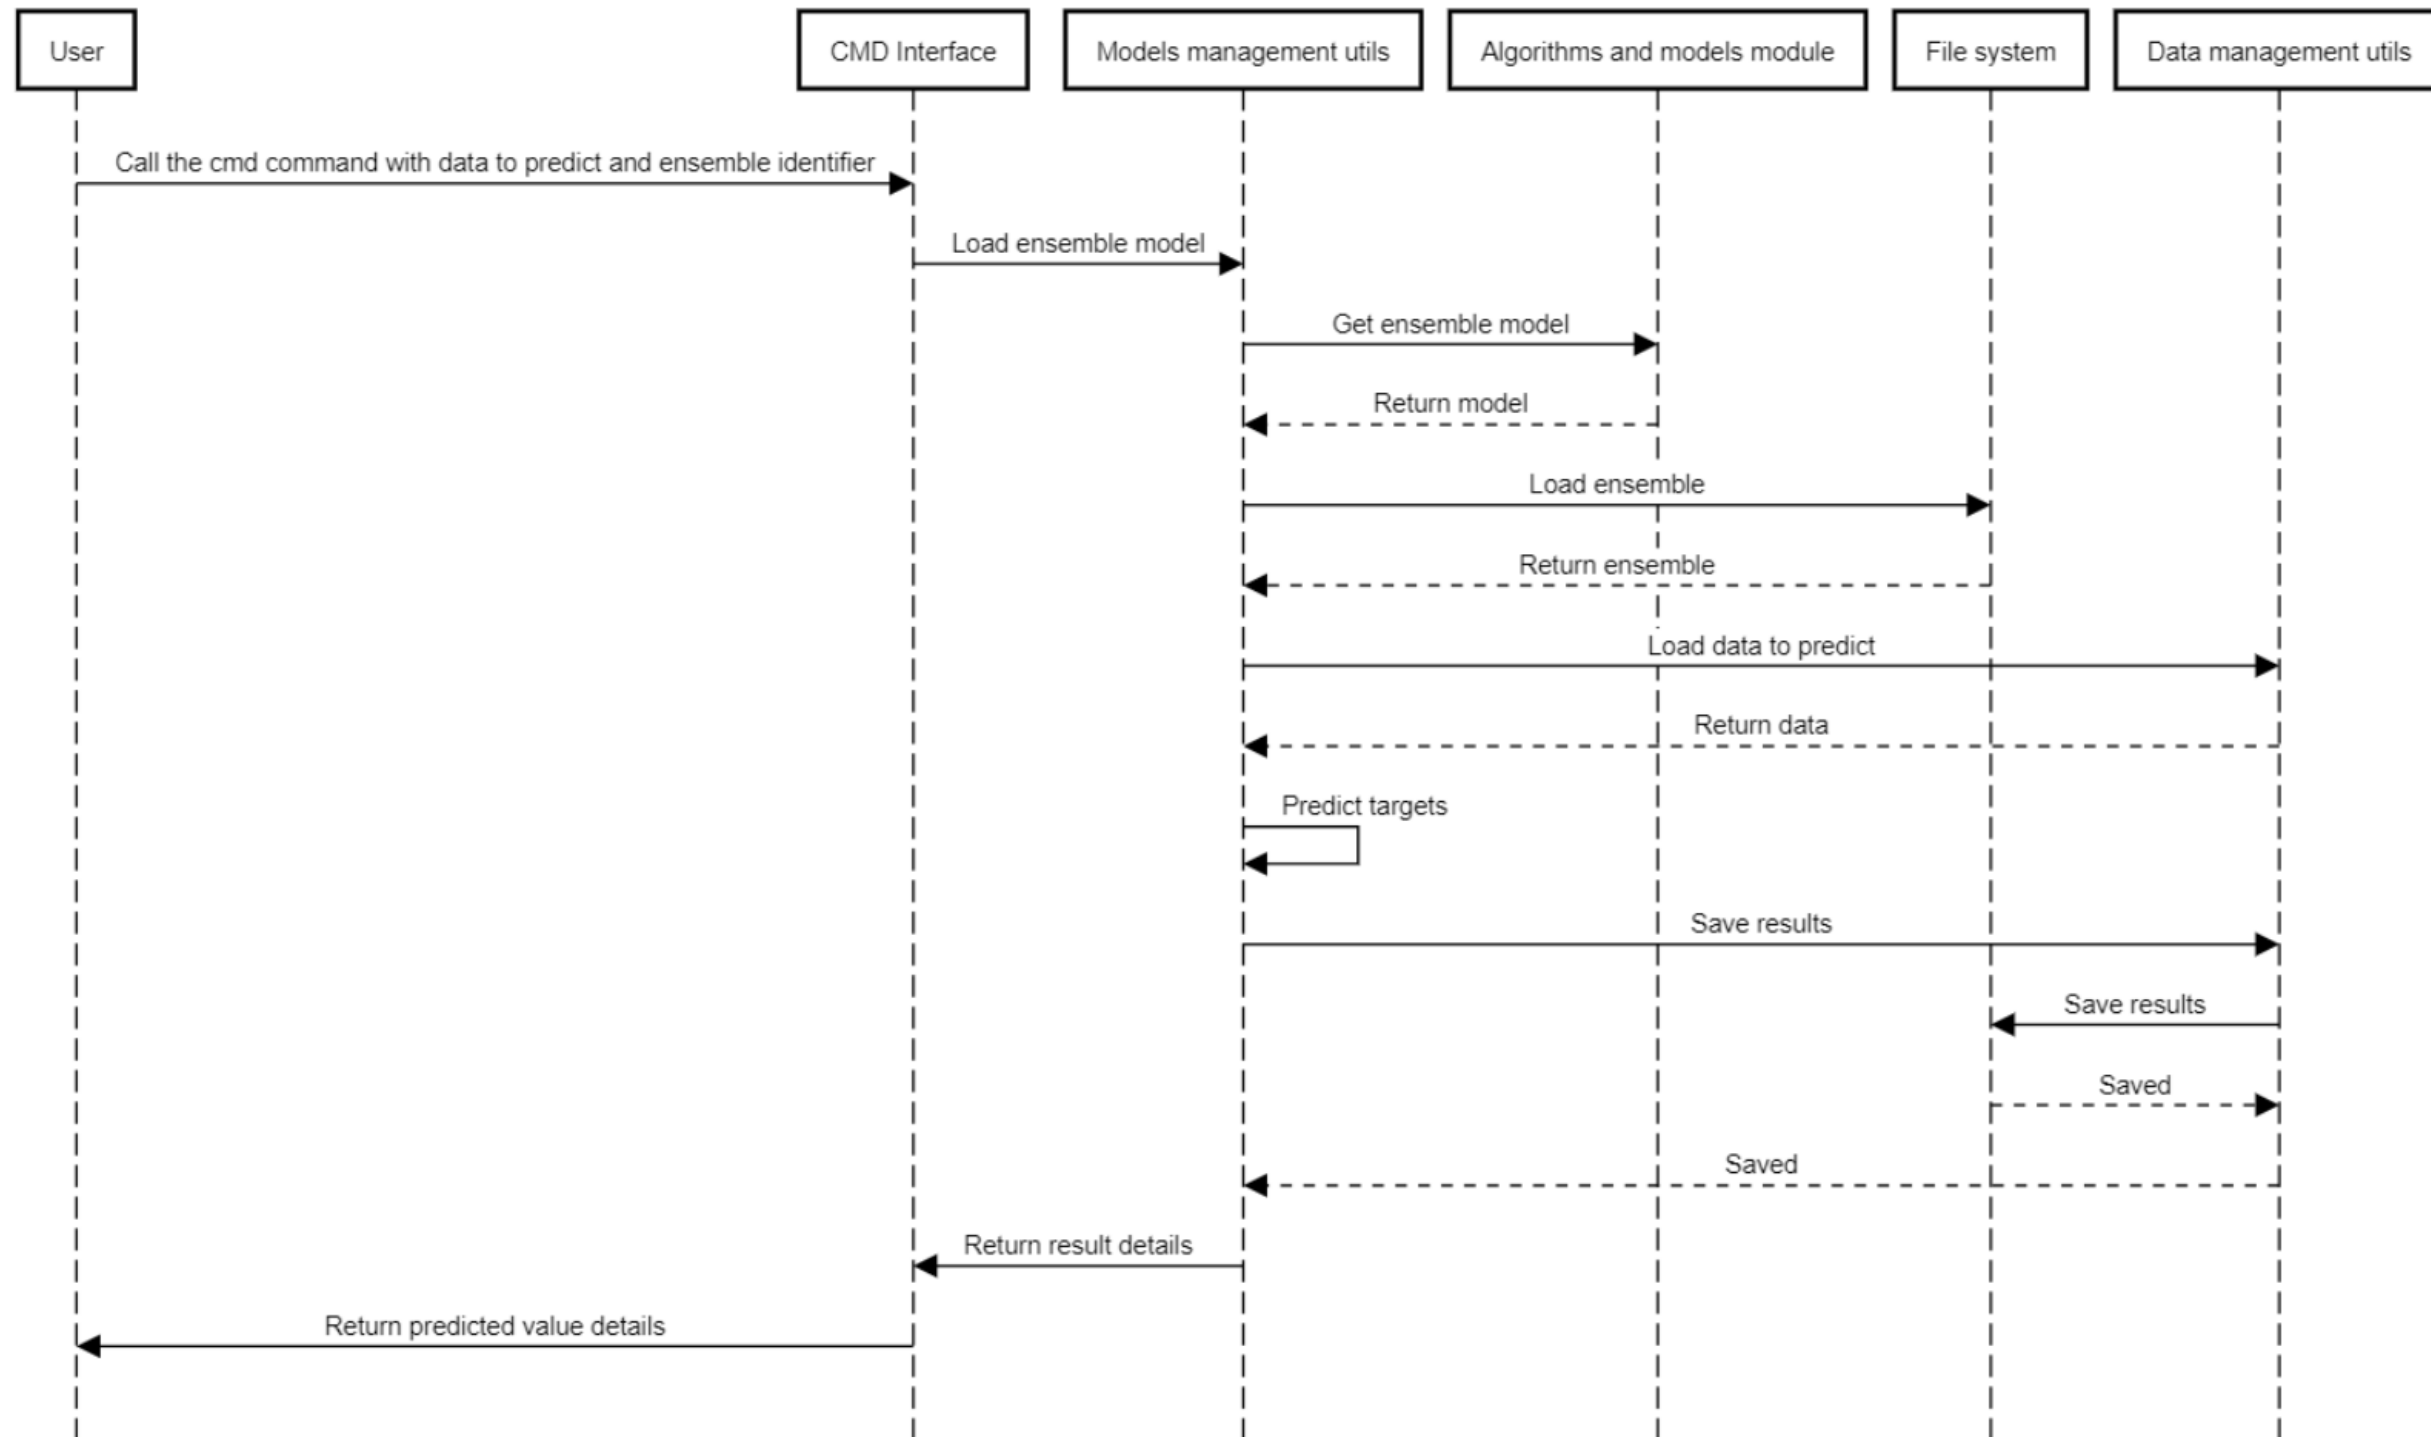 User
CMD Interface
Models management utils
Algorithms and models module
File system
Data management utils
Call the cmd command with data to predict and ensemble identifier
Load ensemble model
Get ensemble model
Return model
Load ensemble
Return ensemble
Load data to predict
Return data
Predict targets
Save results
Save results
Saved
Saved
Return result details
Return predicted value details